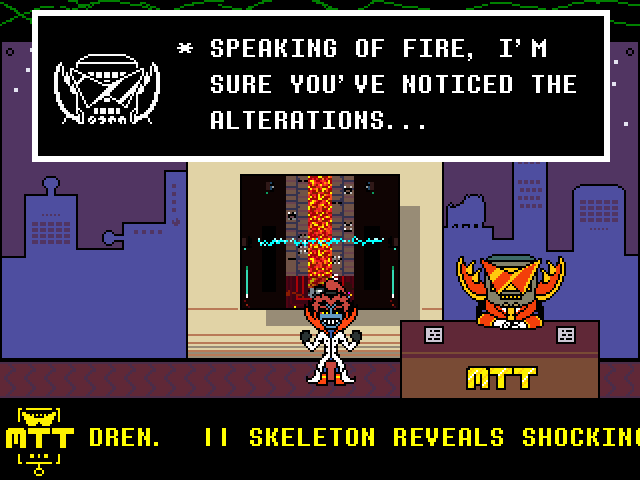 * SPEAKING OF FIRE, I'M
SURE YOU'VE NOTICED THE
ALTERATIONS...
MTT
MTT DREN. || SKELETON REVEALS SHOCKING